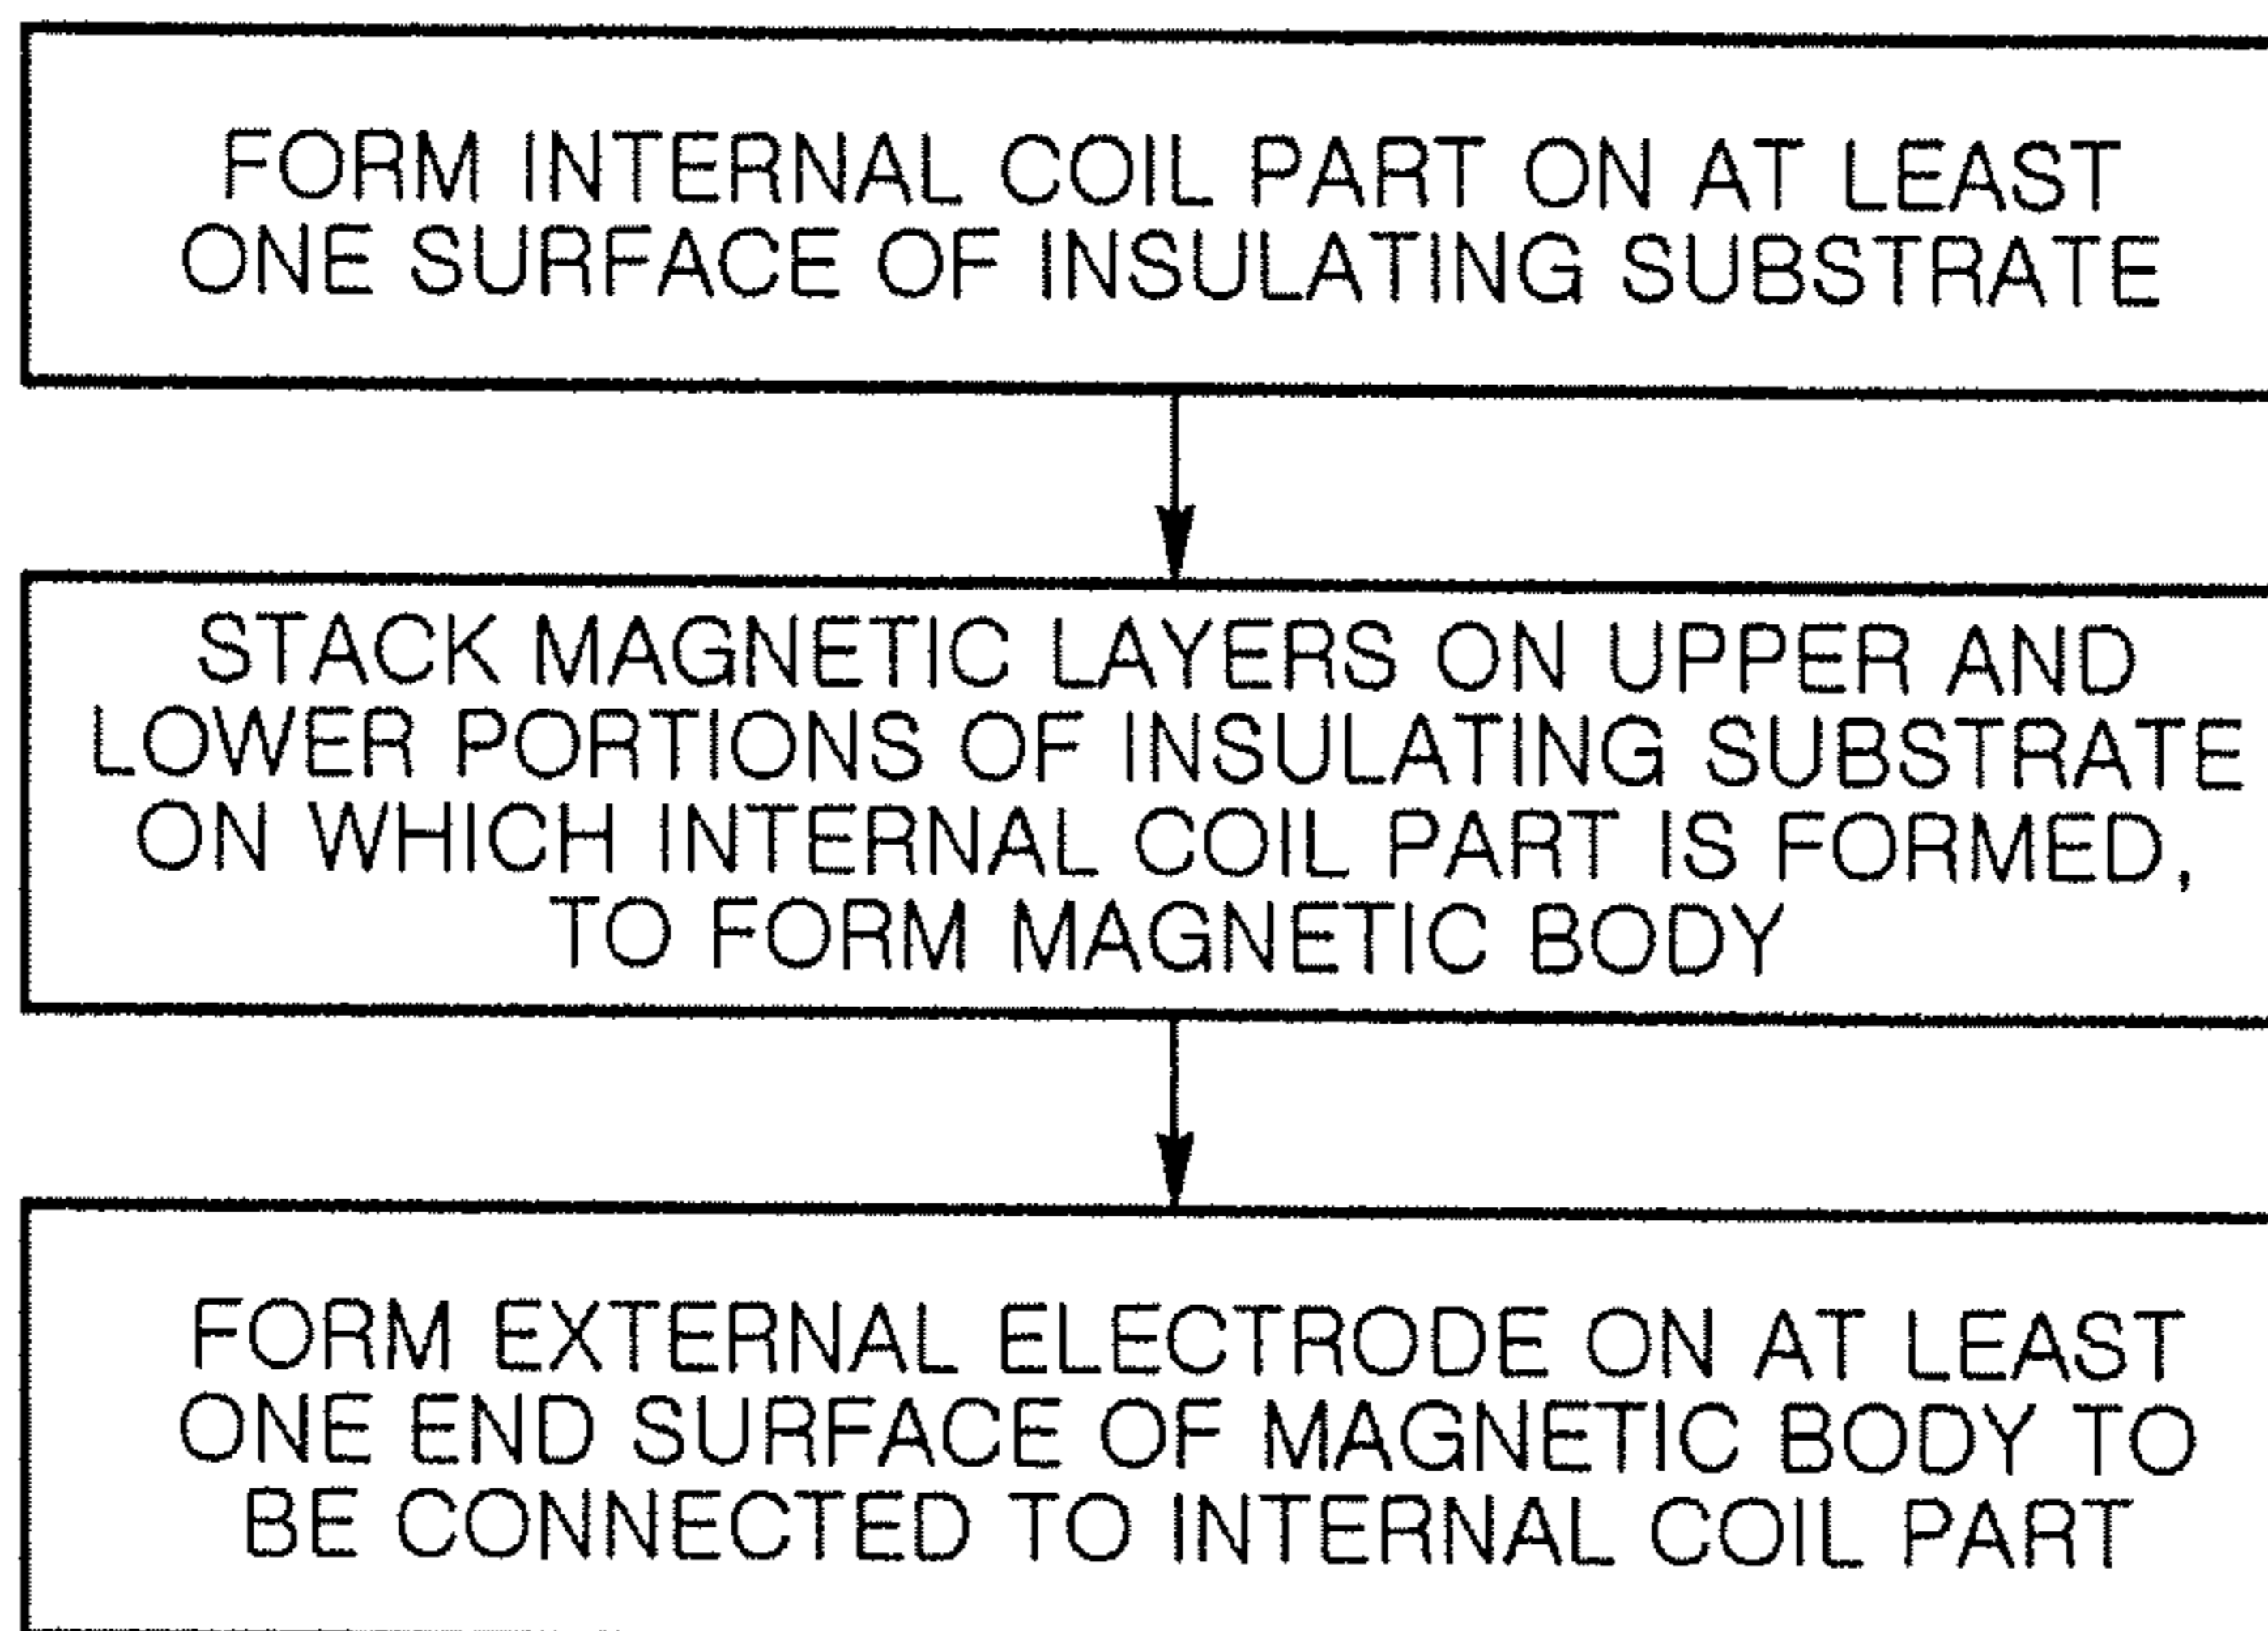 FORM INTERNAL COIL PART ON AT LEAST
ONE SURFACE OF INSULATING SUBSTRATE
STACK MAGNETIC LAYERS ON UPPER AND
LOWER PORTIONS OF INSULATING SUBSTRATE
ON WHICH INTERNAL COIL PART IS FORMED,
TO FORM MAGNETIC BODY
FORM EXTERNAL ELECTRODE ON AT LEAST
ONE END SURFACE OF MAGNETIC BODY TO
BE CONNECTED TO INTERNAL COIL PART